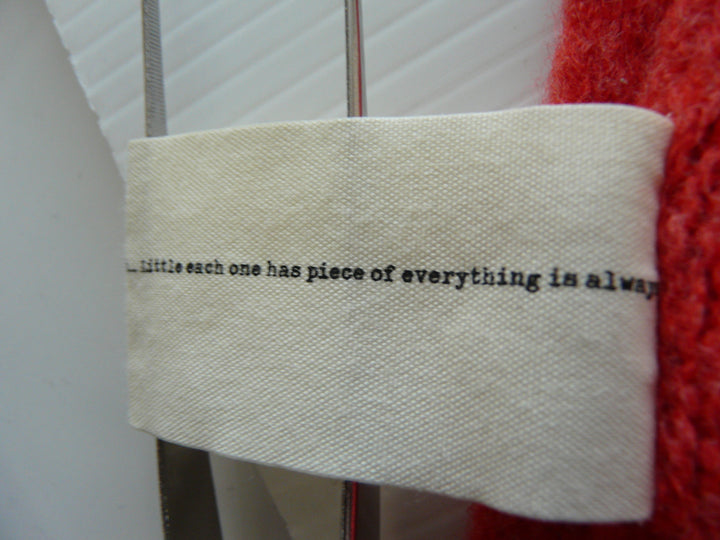 Little each one has piece of everything is alway